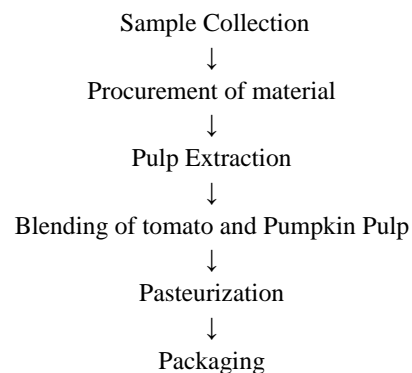 Sample Collection
↓
Procurement of material
↓
Pulp Extraction
↓
Blending of tomato and Pumpkin Pulp
↓
Pasteurization
↓
Packaging